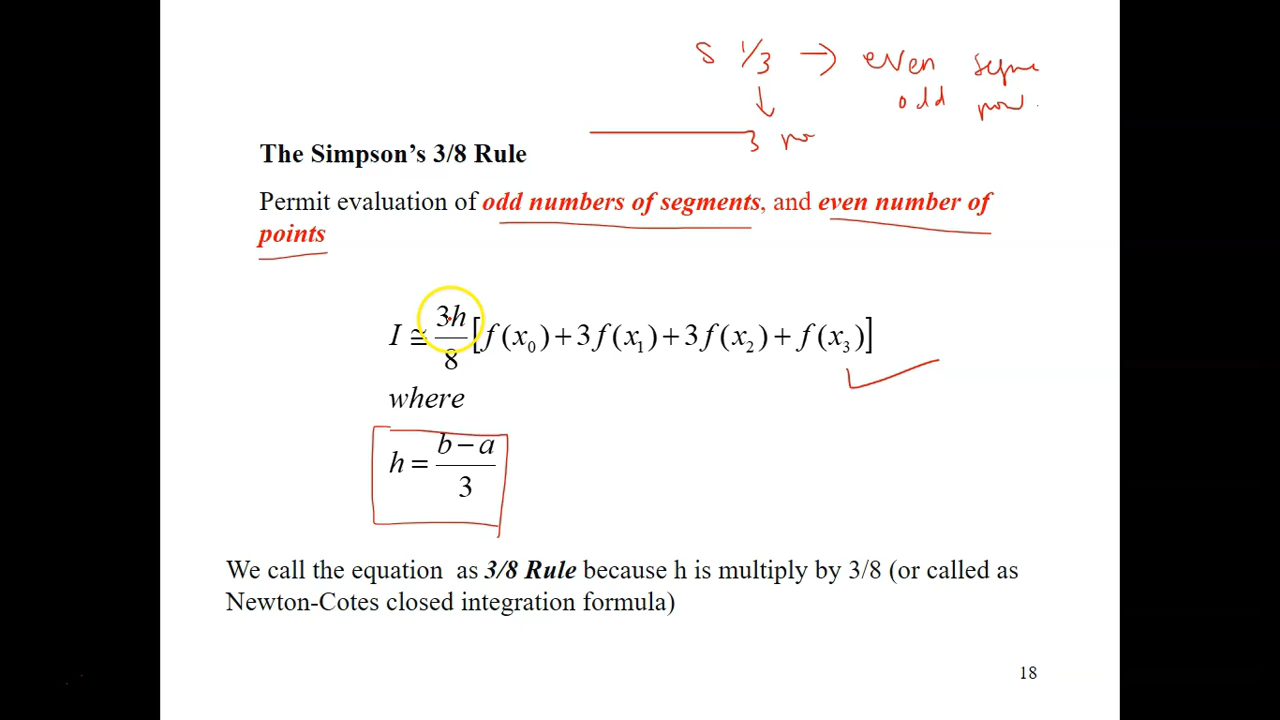 S 1/3 → even segme
odd
3
The Simpson's 3/8 Rule
Permit evaluation of odd numbers of segments, and even number of
points
I ≅ 3h/8 [f(x₀)+3f(x₁)+3f(x₂)+f(x₃)]
where
h = b−a/3
We call the equation as 3/8 Rule because h is multiply by 3/8 (or called as
Newton-Cotes closed integration formula)
18